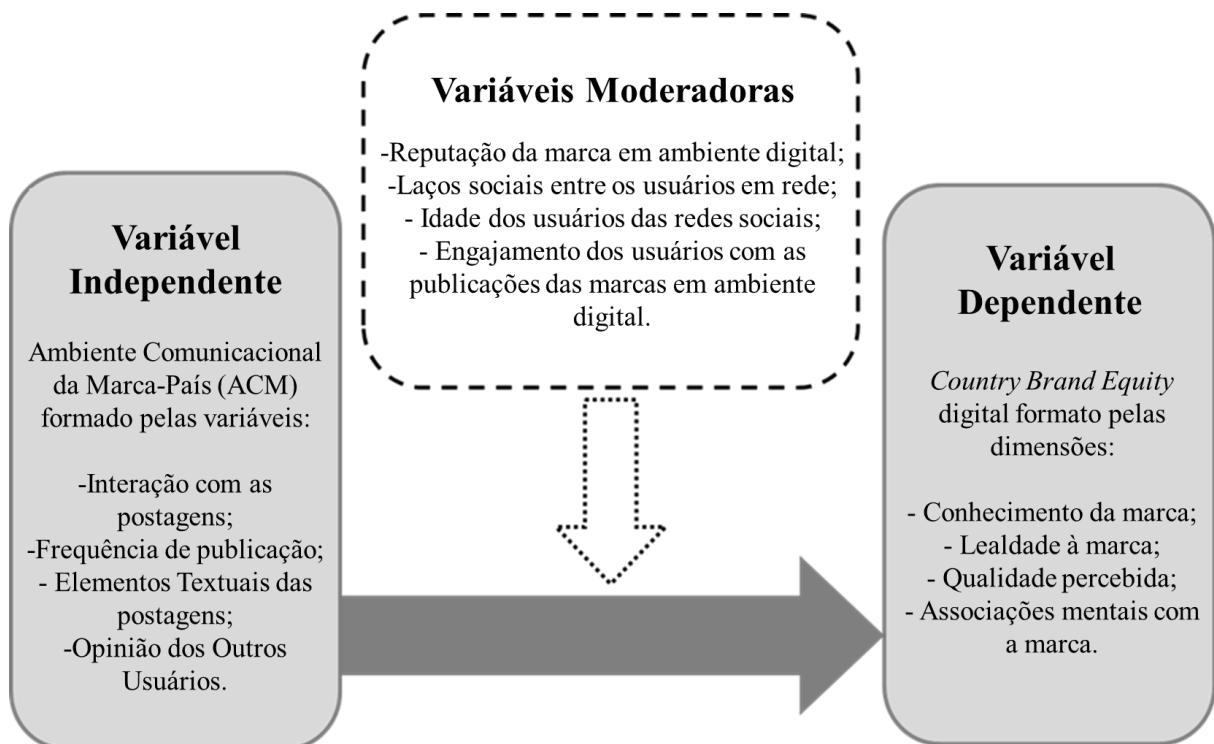 Variáveis Moderadoras
-Reputação da marca em ambiente digital;
-Laços sociais entre os usuários em rede;
- Idade dos usuários das redes sociais;
- Engajamento dos usuários com as
publicações das marcas em ambiente
digital.
Variável
Independente
Ambiente Comunicacional
da Marca-País (ACM)
formado pelas variáveis:
-Interação com as
postagens;
-Frequência de publicação;
- Elementos Textuais das
postagens;
-Opinião dos Outros
Usuários.
Variável
Dependente
Country Brand Equity
digital formato pelas
dimensões:
- Conhecimento da marca;
- Lealdade à marca;
- Qualidade percebida;
- Associações mentais com
a marca.